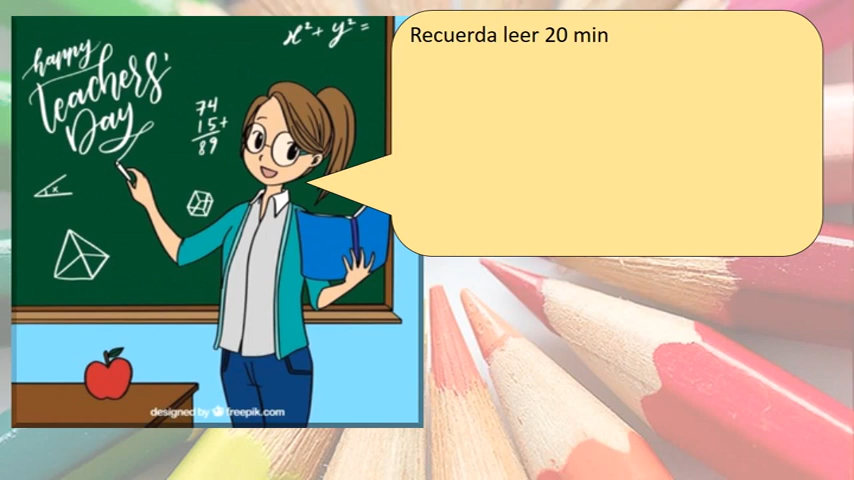 Recuerda leer 20 min
happy
teachers'
Day
x² + y² =
74
15+
89
x
designed by freepik.com